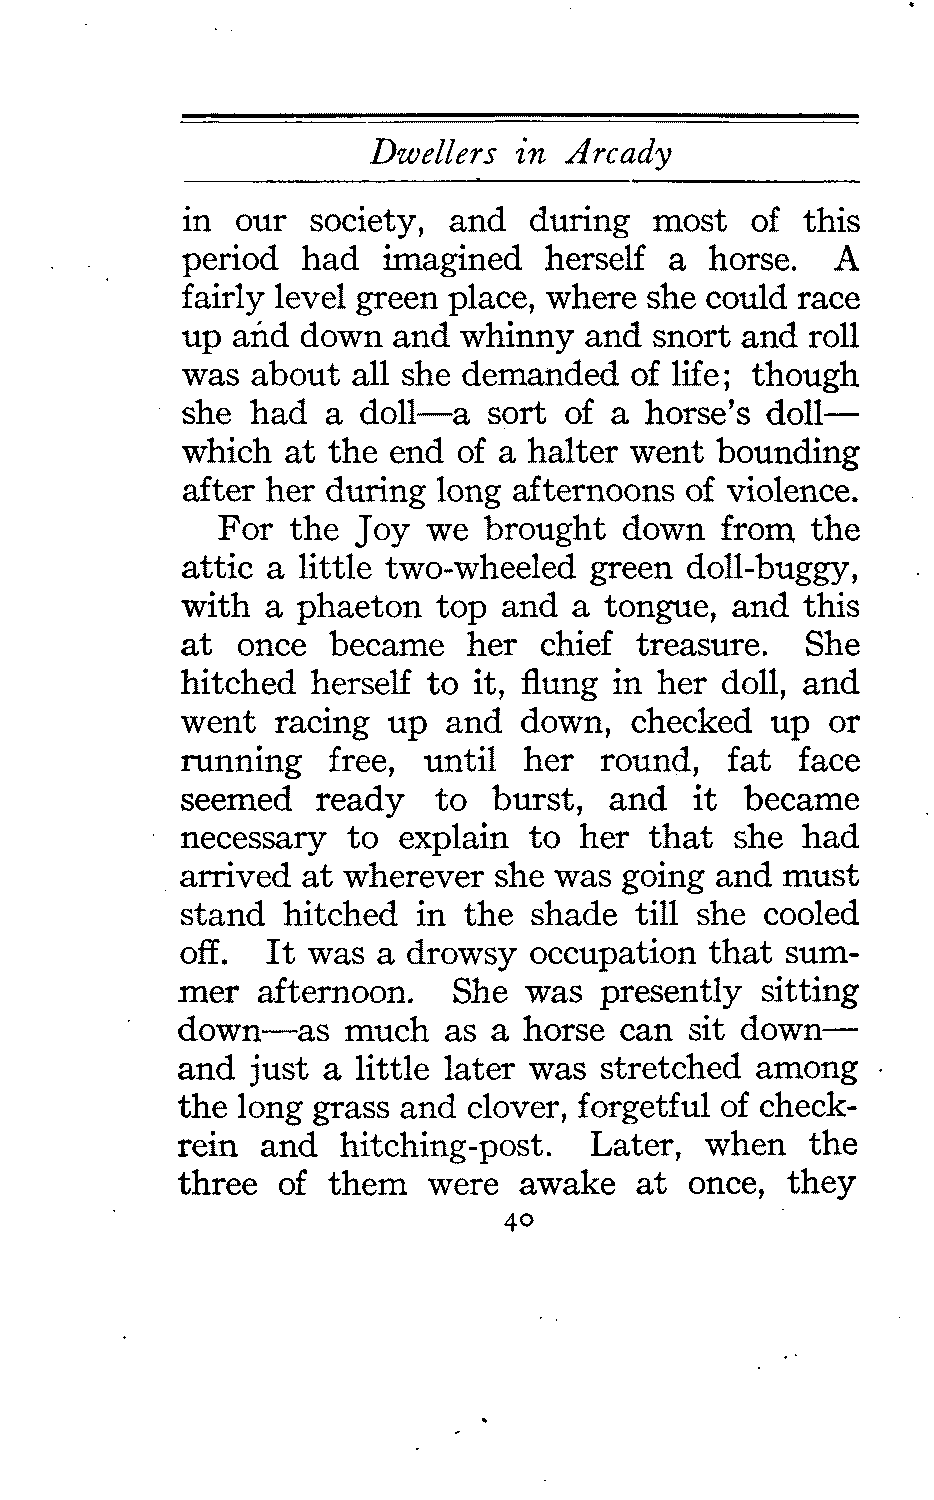 Dwellers in Arcady
in our society, and during most of this
period had imagined herself a horse. A
fairly level green place, where she could race
up and down and whinny and snort and roll
was about all she demanded of life; though
she had a doll—a sort of a horse's doll—
which at the end of a halter went bounding
after her during long afternoons of violence.
For the Joy we brought down from the
attic a little two-wheeled green doll-buggy,
with a phaeton top and a tongue, and this
at once became her chief treasure. She
hitched herself to it, flung in her doll, and
went racing up and down, checked up or
running free, until her round, fat face
seemed ready to burst, and it became
necessary to explain to her that she had
arrived at wherever she was going and must
stand hitched in the shade till she cooled
off. It was a drowsy occupation that sum-
mer afternoon. She was presently sitting
down—as much as a horse can sit down—
and just a little later was stretched among
the long grass and clover, forgetful of check-
rein and hitching-post. Later, when the
three of them were awake at once, they
40